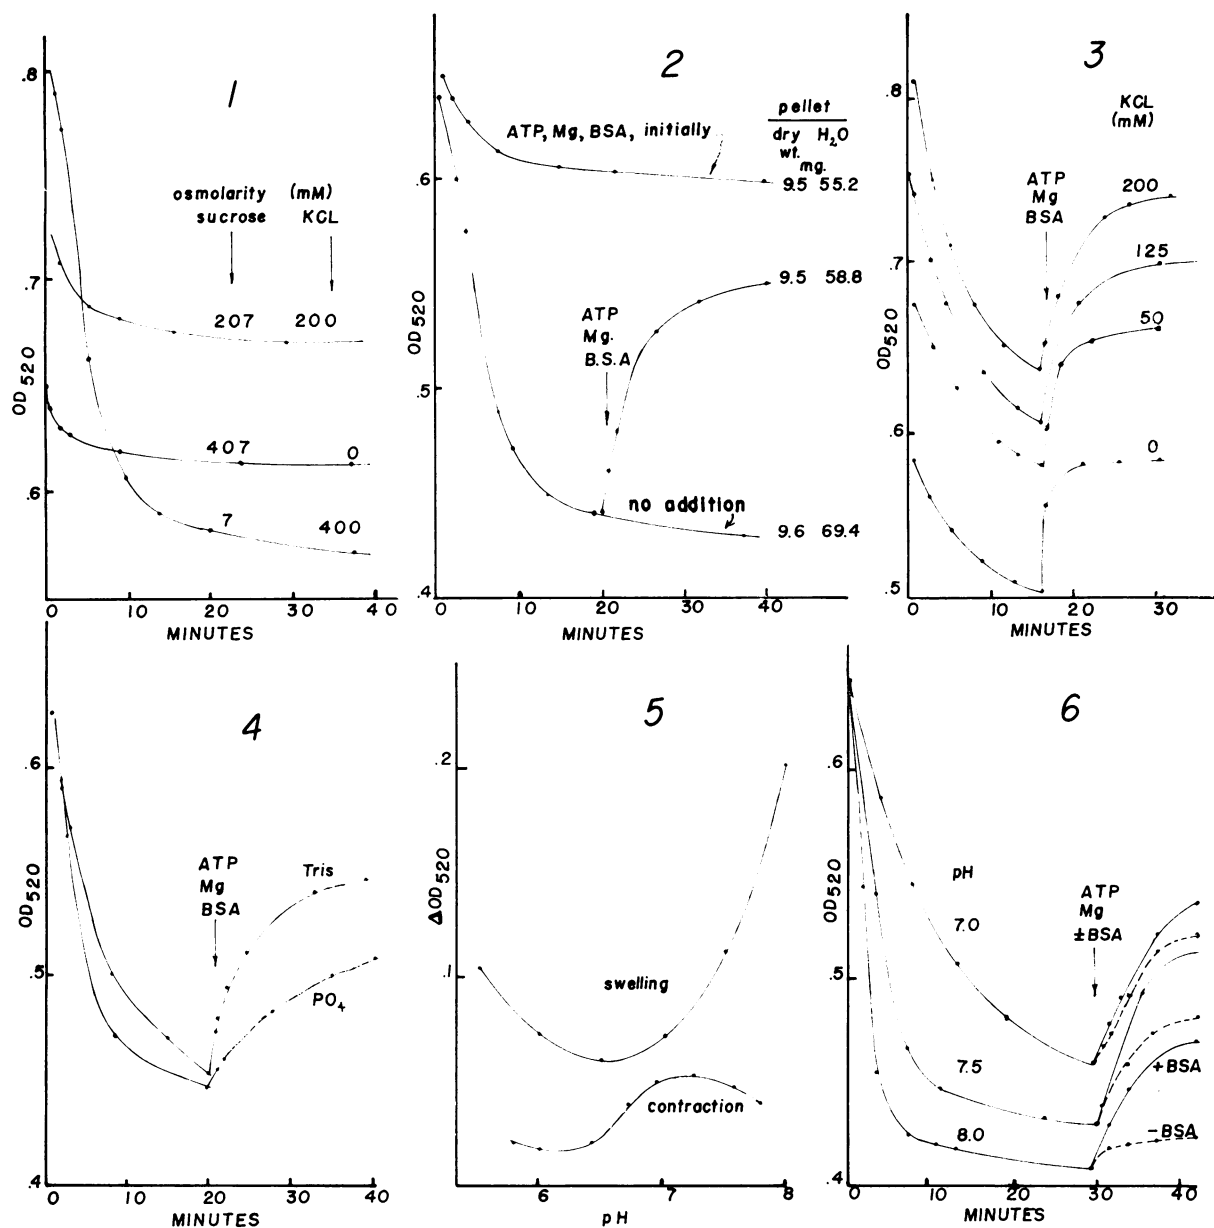 1
.8
.7
.6
OD520
osmolarity (mM)
sucrose KCL
207 200
407 0
7 400
0 10 20 30 40
MINUTES
2
.6
.5
.4
OD520
ATP, Mg, BSA, initially
pellet
dry H2O
wt.
mg.
9.5 55.2
9.5 58.8
ATP
Mg.
B.S.A
no addition
9.6 69.4
0 10 20 30 40
MINUTES
3
.8
.7
.6
.5
OD520
KCL
(mM)
ATP
Mg
BSA
200
125
50
0
0 10 20 30
MINUTES
4
.6
.5
.4
OD520
ATP
Mg
BSA
Tris
PO4
0 10 20 30 40
MINUTES
5
.2
.1
ΔOD520
swelling
contraction
6 7 8
pH
6
.6
.5
.4
OD520
pH
7.0
7.5
8.0
ATP
Mg
±BSA
+BSA
-BSA
0 10 20 30 40
MINUTES